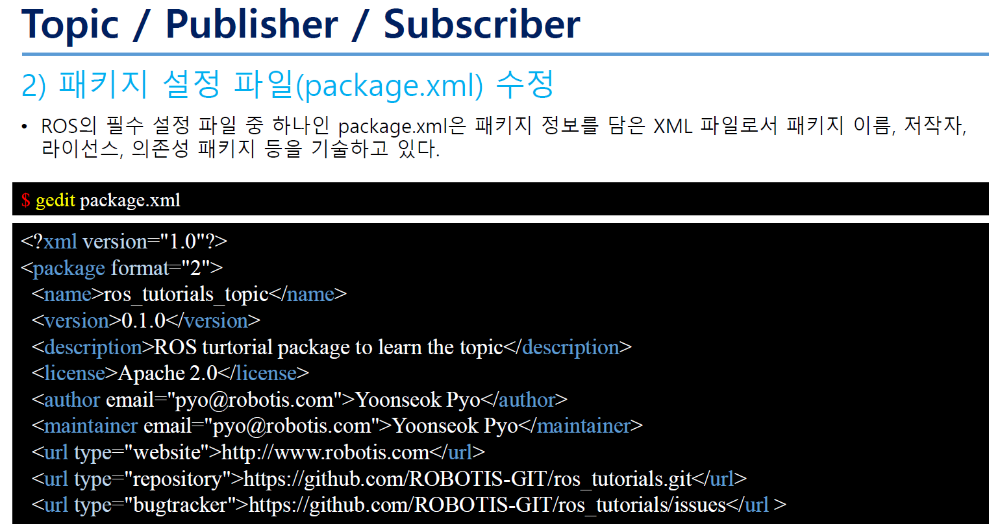 Topic / Publisher / Subscriber
2) 패키지 설정 파일(package.xml) 수정
• ROS의 필수 설정 파일 중 하나인 package.xml은 패키지 정보를 담은 XML 파일로서 패키지 이름, 저작자,
라이선스, 의존성 패키지 등을 기술하고 있다.
$ gedit package.xml
<?xml version="1.0"?>
<package format="2">
  <name>ros_tutorials_topic</name>
  <version>0.1.0</version>
  <description>ROS turtorial package to learn the topic</description>
  <license>Apache 2.0</license>
  <author email="pyo@robotis.com">Yoonseok Pyo</author>
  <maintainer email="pyo@robotis.com">Yoonseok Pyo</maintainer>
  <url type="website">http://www.robotis.com</url>
  <url type="repository">https://github.com/ROBOTIS-GIT/ros_tutorials.git</url>
  <url type="bugtracker">https://github.com/ROBOTIS-GIT/ros_tutorials/issues</url >